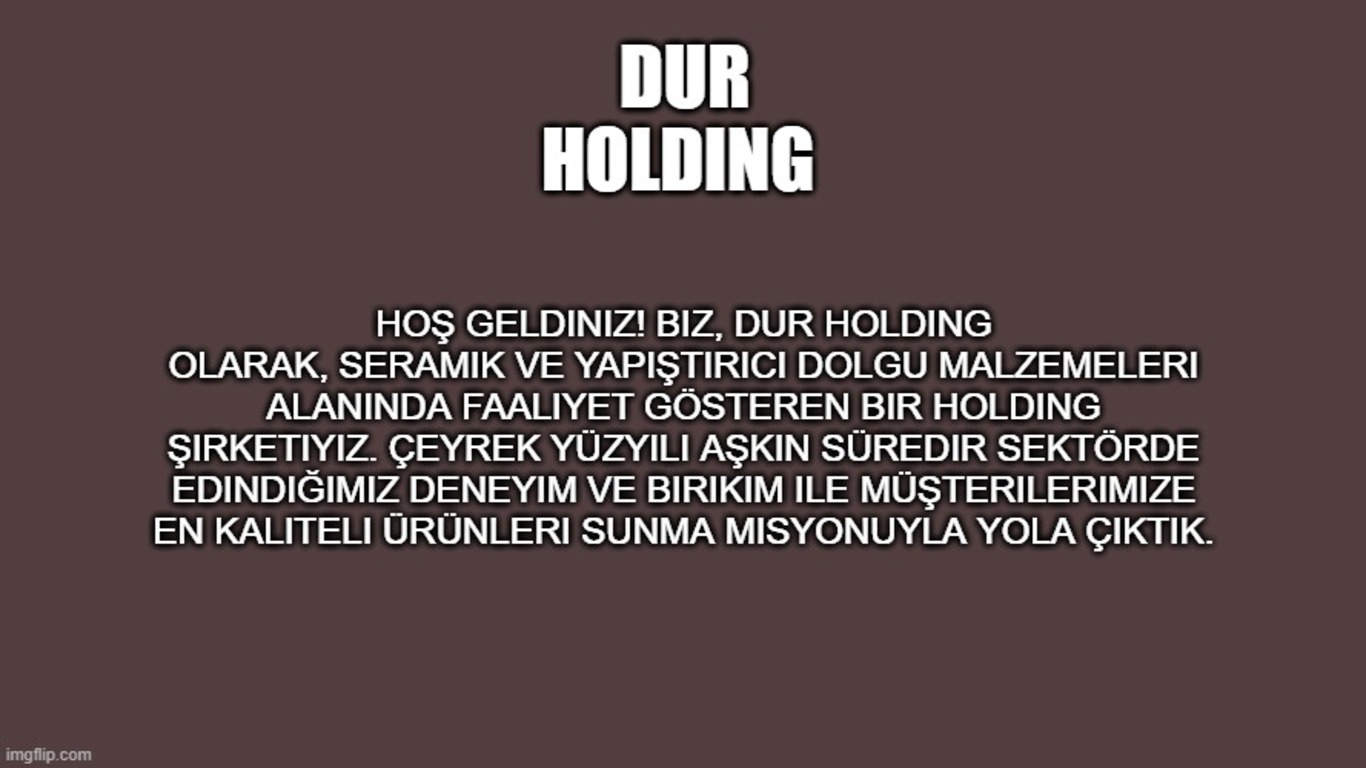 DUR
HOLDING
HOŞ GELDINIZ! BIZ, DUR HOLDING
OLARAK, SERAMIK VE YAPIŞTIRICI DOLGU MALZEMELERI
ALANINDA FAALIYET GÖSTEREN BIR HOLDING
ŞIRKETIYIZ. ÇEYREK YÜZYILI AŞKIN SÜREDIR SEKTÖRDE
EDINDIĞIMIZ DENEYIM VE BIRIKIM ILE MÜŞTERILERIMIZE
EN KALITELI ÜRÜNLERI SUNMA MISYONUYLA YOLA ÇIKTIK.
imgflip.com